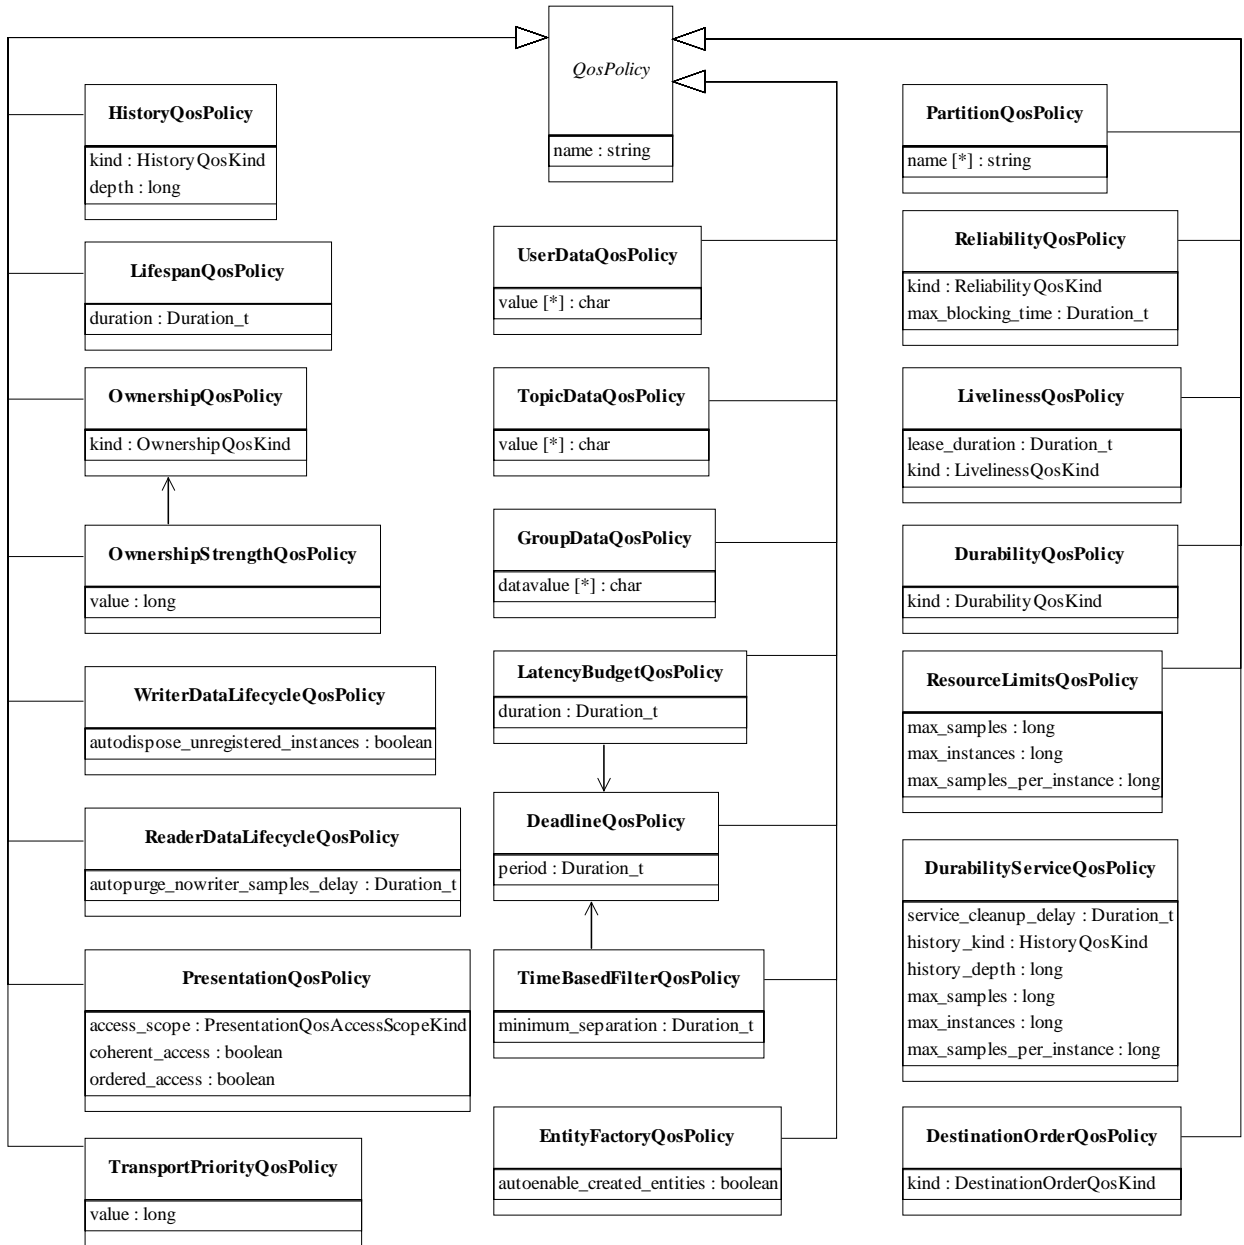 QosPolicy
name : string
HistoryQosPolicy
kind : HistoryQosKind
depth : long
LifespanQosPolicy
duration : Duration_t
OwnershipQosPolicy
kind : OwnershipQosKind
OwnershipStrengthQosPolicy
value : long
WriterDataLifecycleQosPolicy
autodispose_unregistered_instances : boolean
ReaderDataLifecycleQosPolicy
autopurge_nowriter_samples_delay : Duration_t
PresentationQosPolicy
access_scope : PresentationQosAccessScopeKind
coherent_access : boolean
ordered_access : boolean
TransportPriorityQosPolicy
value : long
UserDataQosPolicy
value [*] : char
TopicDataQosPolicy
value [*] : char
GroupDataQosPolicy
datavalue [*] : char
LatencyBudgetQosPolicy
duration : Duration_t
DeadlineQosPolicy
period : Duration_t
TimeBasedFilterQosPolicy
minimum_separation : Duration_t
EntityFactoryQosPolicy
autoenable_created_entities : boolean
PartitionQosPolicy
name [*] : string
ReliabilityQosPolicy
kind : ReliabilityQosKind
max_blocking_time : Duration_t
LivelinessQosPolicy
lease_duration : Duration_t
kind : LivelinessQosKind
DurabilityQosPolicy
kind : DurabilityQosKind
ResourceLimitsQosPolicy
max_samples : long
max_instances : long
max_samples_per_instance : long
DurabilityServiceQosPolicy
service_cleanup_delay : Duration_t
history_kind : HistoryQosKind
history_depth : long
max_samples : long
max_instances : long
max_samples_per_instance : long
DestinationOrderQosPolicy
kind : DestinationOrderQosKind